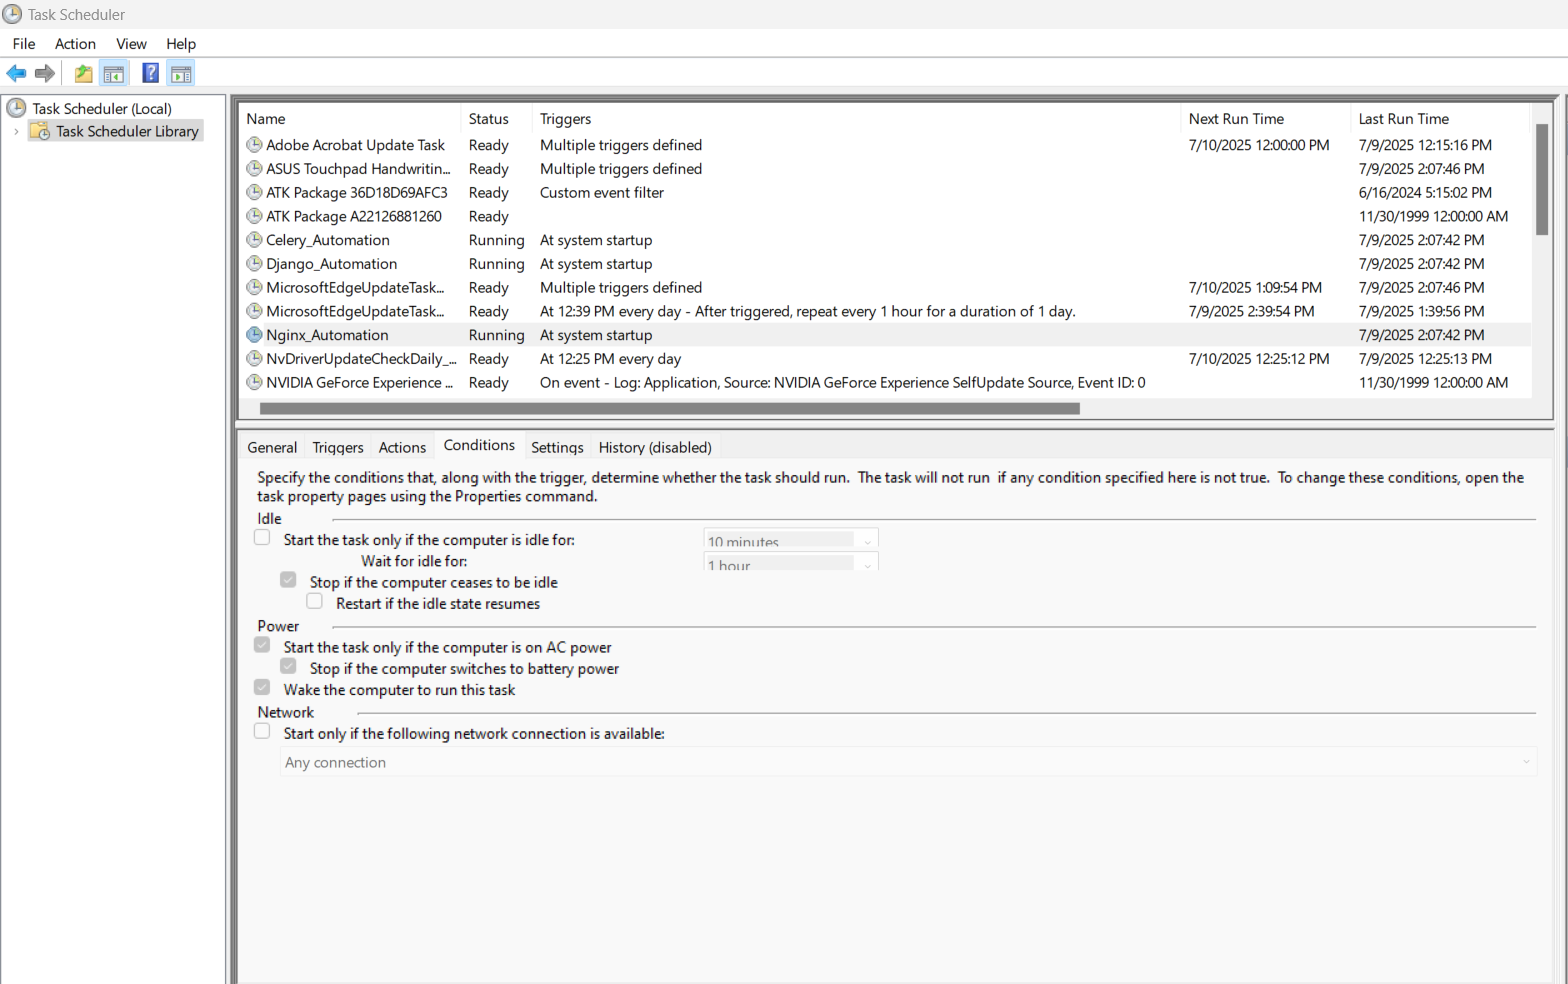 Task Scheduler
File Action View Help
Task Scheduler (Local)
Task Scheduler Library
Name Status Triggers Next Run Time Last Run Time
Adobe Acrobat Update Task Ready Multiple triggers defined 7/10/2025 12:00:00 PM 7/9/2025 12:15:16 PM
ASUS Touchpad Handwritin... Ready Multiple triggers defined 7/9/2025 2:07:46 PM
ATK Package 36D18D69AFC3 Ready Custom event filter 6/16/2024 5:15:02 PM
ATK Package A22126881260 Ready 11/30/1999 12:00:00 AM
Celery_Automation Running At system startup 7/9/2025 2:07:42 PM
Django_Automation Running At system startup 7/9/2025 2:07:42 PM
MicrosoftEdgeUpdateTask... Ready Multiple triggers defined 7/10/2025 1:09:54 PM 7/9/2025 2:07:46 PM
MicrosoftEdgeUpdateTask... Ready At 12:39 PM every day - After triggered, repeat every 1 hour for a duration of 1 day. 7/9/2025 2:39:54 PM 7/9/2025 1:39:56 PM
Nginx_Automation Running At system startup 7/9/2025 2:07:42 PM
NvDriverUpdateCheckDaily_... Ready At 12:25 PM every day 7/10/2025 12:25:12 PM 7/9/2025 12:25:13 PM
NVIDIA GeForce Experience ... Ready On event - Log: Application, Source: NVIDIA GeForce Experience SelfUpdate Source, Event ID: 0 11/30/1999 12:00:00 AM
General Triggers Actions Conditions Settings History (disabled)
Specify the conditions that, along with the trigger, determine whether the task should run. The task will not run if any condition specified here is not true. To change these conditions, open the
task property pages using the Properties command.
Idle
Start the task only if the computer is idle for: 10 minutes
Wait for idle for: 1 hour
Stop if the computer ceases to be idle
Restart if the idle state resumes
Power
Start the task only if the computer is on AC power
Stop if the computer switches to battery power
Wake the computer to run this task
Network
Start only if the following network connection is available:
Any connection